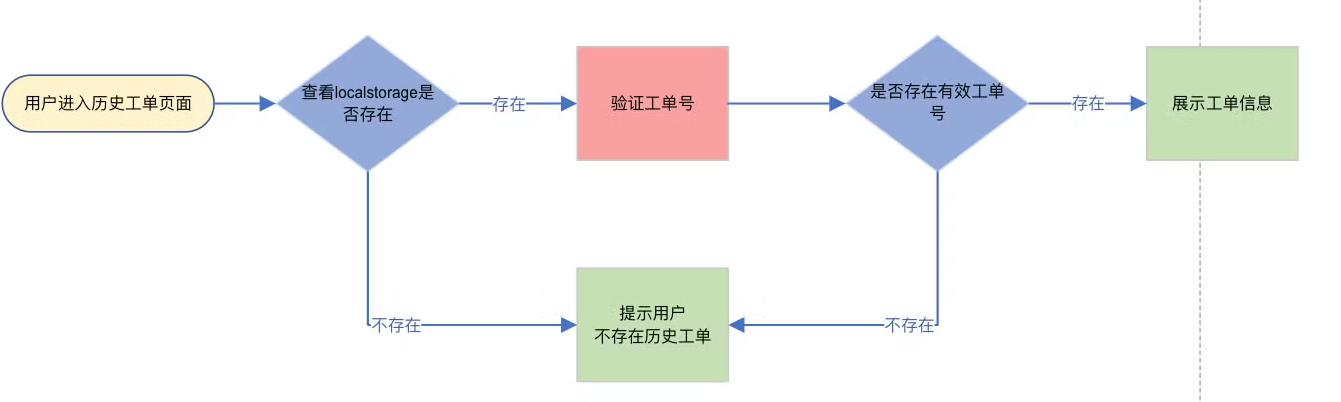 用户进入历史工单页面
查看localstorage是
否存在
存在
验证工单号
是否存在有效工单
号
存在
展示工单信息
不存在
提示用户
不存在历史工单
不存在